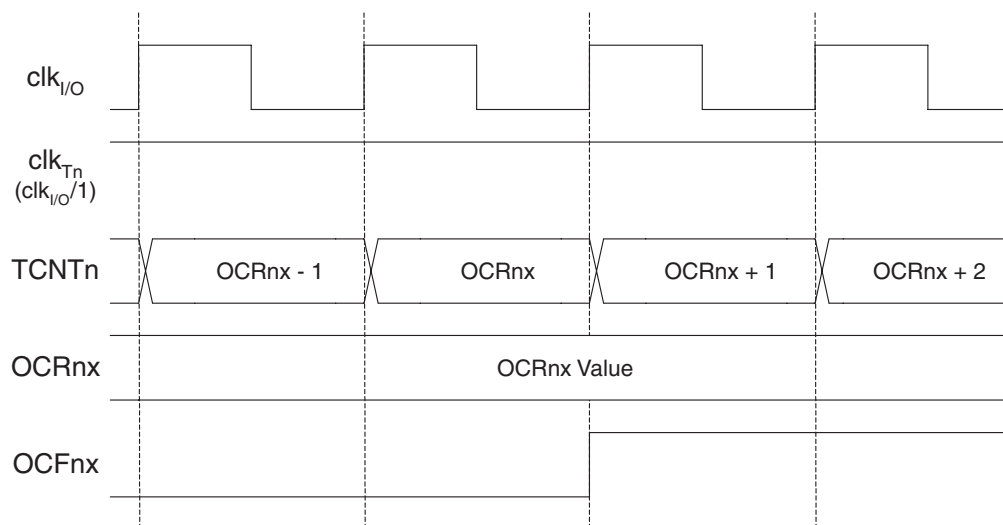 clkI/O
clkTn
(clkI/O/1)
TCNTn
OCRnx - 1
OCRnx
OCRnx + 1
OCRnx + 2
OCRnx
OCRnx Value
OCFnx